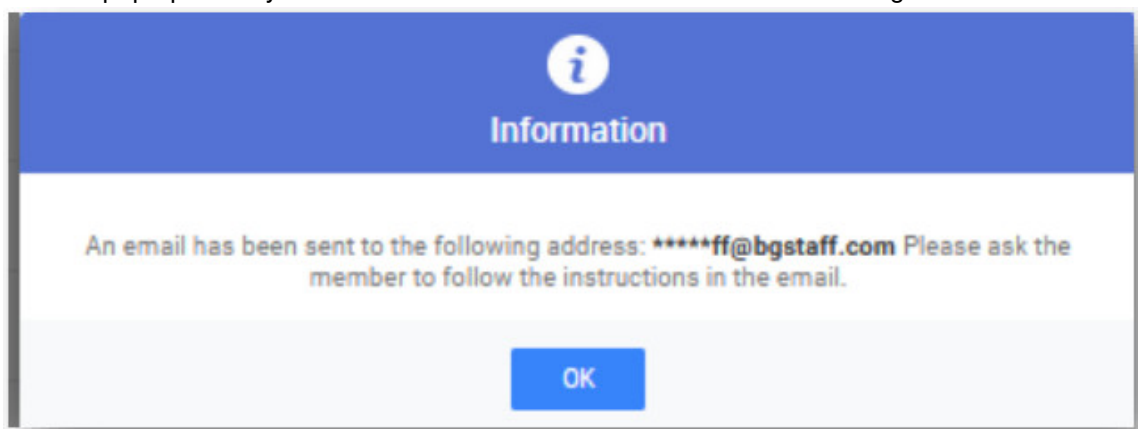 Information
An email has been sent to the following address: *****ff@bgstaff.com Please ask the
member to follow the instructions in the email.
OK